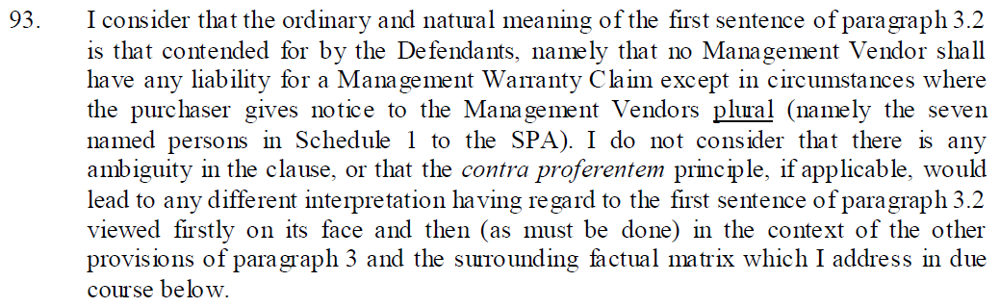 93. I consider that the ordinary and natural meaning of the first sentence of paragraph 3.2
is that contended for by the Defendants, namely that no Management Vendor shall
have any liability for a Management Warranty Claim except in circumstances where
the purchaser gives notice to the Management Vendors plural (namely the seven
named persons in Schedule 1 to the SPA). I do not consider that there is any
ambiguity in the clause, or that the contra proferentem principle, if applicable, would
lead to any different interpretation having regard to the first sentence of paragraph 3.2
viewed firstly on its face and then (as must be done) in the context of the other
provisions of paragraph 3 and the surrounding factual matrix which I address in due
course below.